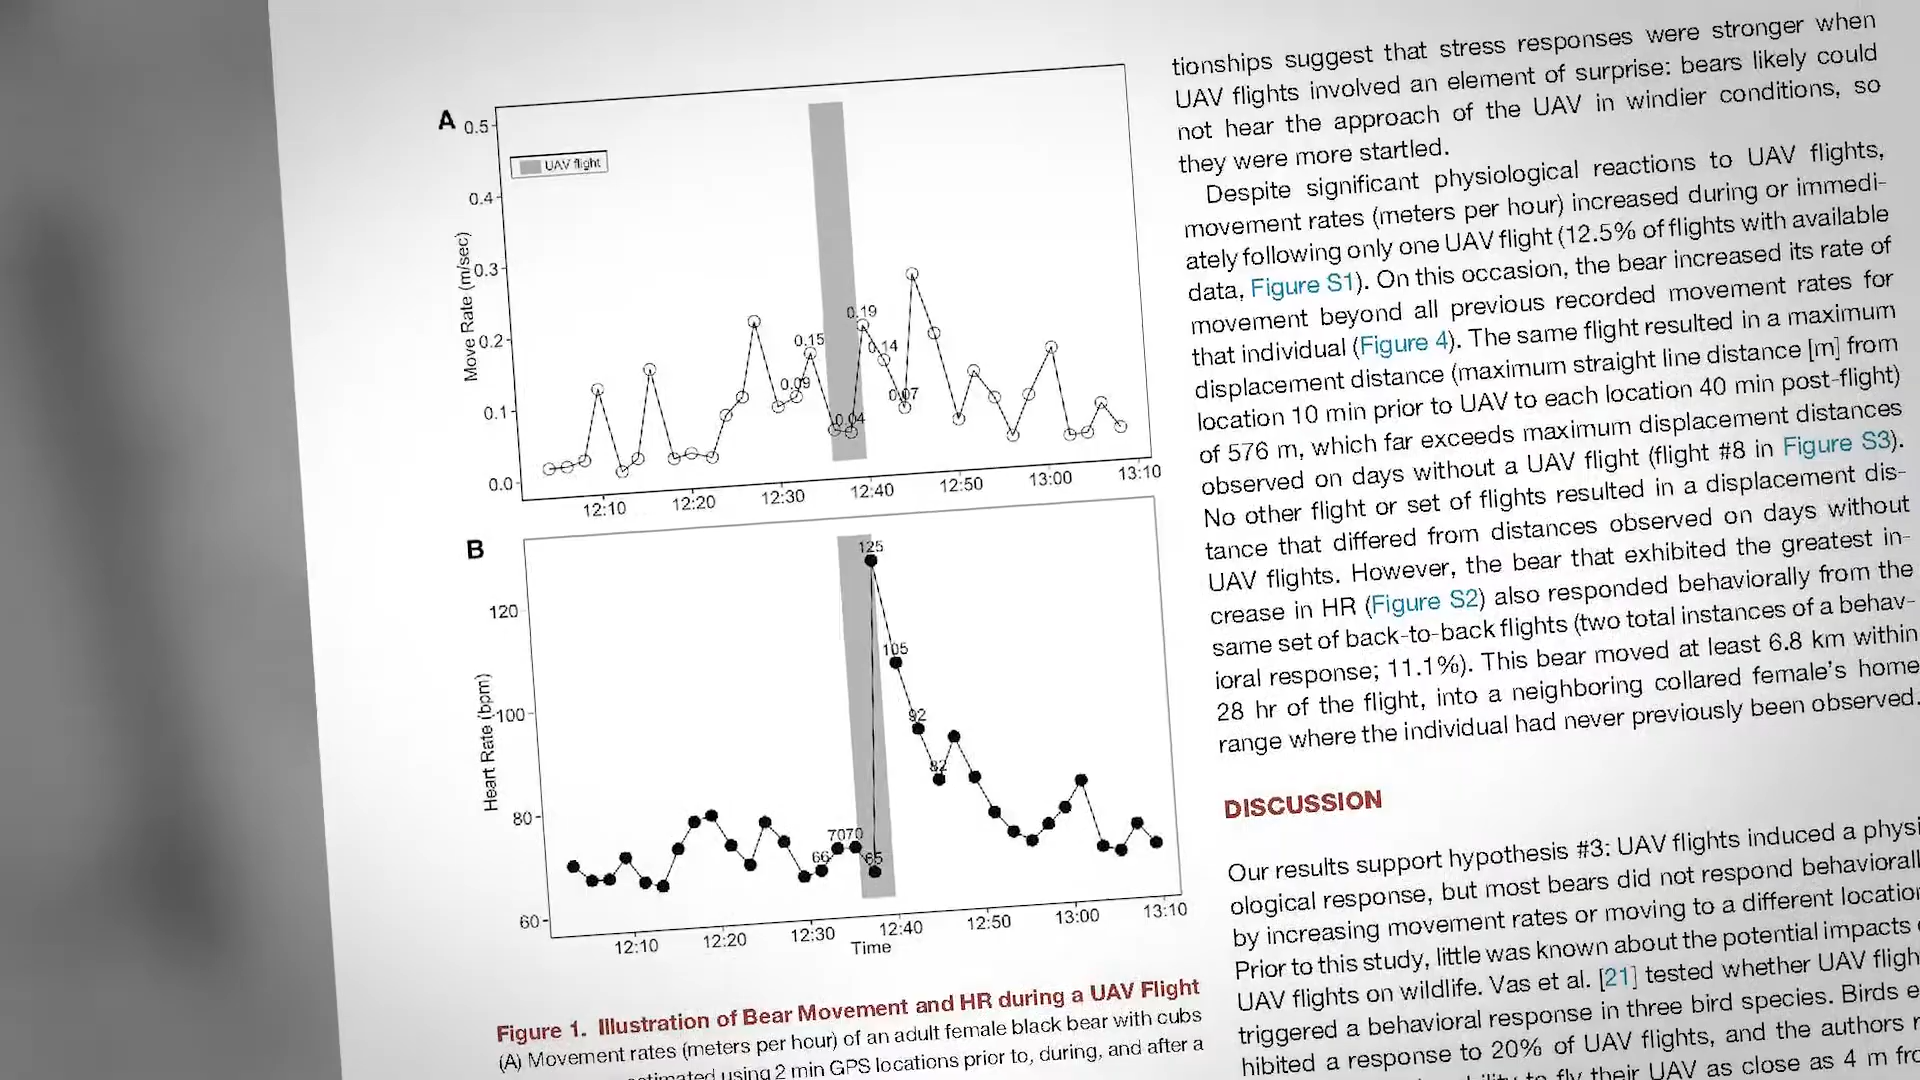 A
0.5
UAV flight
0.4
0.3
0.2
0.1
0.0
Move Rate (m/sec)
0.09
0.15
0.04
0.19
0.14
0.07
12:10 12:20 12:30 12:40 12:50 13:00 13:10
B
120
100
80
60
Heart Rate (bpm)
66
7070
65
125
105
92
82
12:10 12:20 12:30 12:40 12:50 13:00 13:10
Time
Figure 1. Illustration of Bear Movement and HR during a UAV Flight
(A) Movement rates (meters per hour) of an adult female black bear with cubs
using 2 min GPS locations prior to, during, and after a
tionships suggest that stress responses were stronger when
UAV flights involved an element of surprise: bears likely could
not hear the approach of the UAV in windier conditions, so
they were more startled.
Despite significant physiological reactions to UAV flights,
movement rates (meters per hour) increased during or immedi-
ately following only one UAV flight (12.5% of flights with available
data, Figure S1). On this occasion, the bear increased its rate of
movement beyond all previous recorded movement rates for
that individual (Figure 4). The same flight resulted in a maximum
displacement distance (maximum straight line distance [m] from
location 10 min prior to UAV to each location 40 min post-flight)
of 576 m, which far exceeds maximum displacement distances
observed on days without a UAV flight (flight #8 in Figure S3).
No other flight or set of flights resulted in a displacement dis-
tance that differed from distances observed on days without
UAV flights. However, the bear that exhibited the greatest in-
crease in HR (Figure S2) also responded behaviorally from the
same set of back-to-back flights (two total instances of a behav-
ioral response; 11.1%). This bear moved at least 6.8 km within
28 hr of the flight, into a neighboring collared female's home
range where the individual had never previously been observed.
DISCUSSION
Our results support hypothesis #3: UAV flights induced a physi
ological response, but most bears did not respond behaviorall
by increasing movement rates or moving to a different location
Prior to this study, little was known about the potential impacts
UAV flights on wildlife. Vas et al. [21] tested whether UAV fligh
triggered a behavioral response in three bird species. Birds e
hibited a response to 20% of UAV flights, and the authors r
to fly their UAV as close as 4 m fro